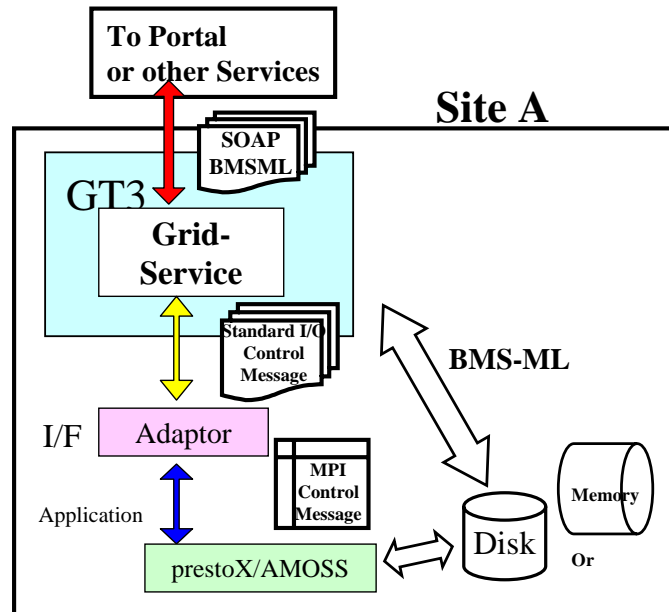 To Portal
or other Services
Site A
SOAP
BMSML
GT3
Grid-
Service
Standard I/O
Control
Message
BMS-ML
I/F
Adaptor
MPI
Control
Message
Memory
Application
Disk
Or
prestoX/AMOSS